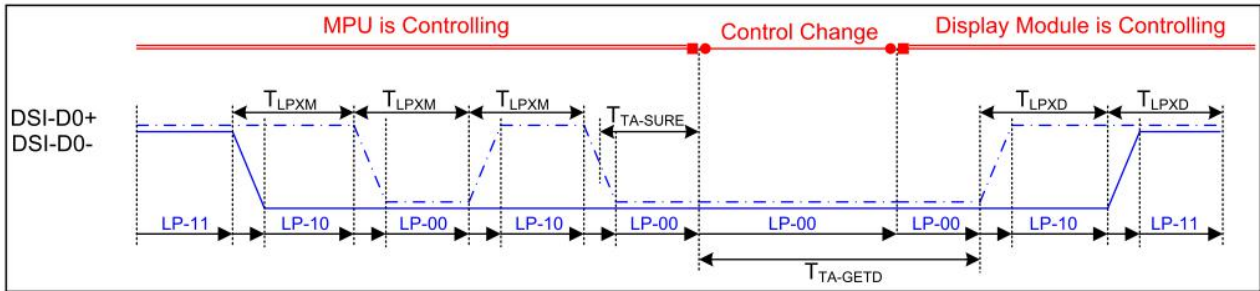 MPU is Controlling Control Change Display Module is Controlling
TLPXM TLPXM TLPXM TLPXD TLPXD
DSI-D0+
TTA-SURE
DSI-D0-
LP-11 LP-10 LP-00 LP-10 LP-00 LP-00 LP-00 LP-10 LP-11
TTA-GETD